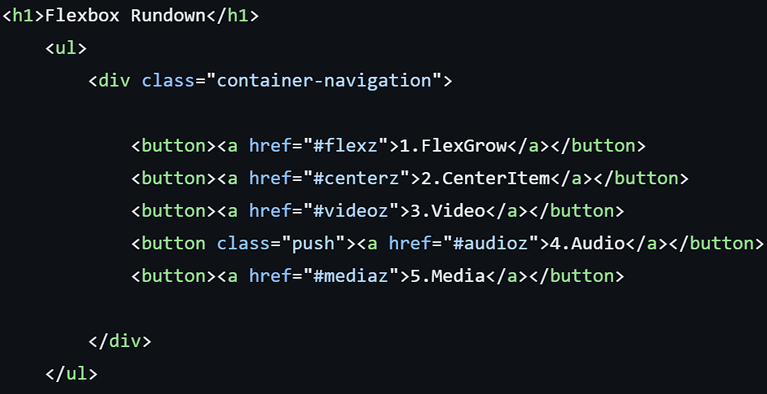 <h1>Flexbox Rundown</h1>
<ul>
<div class="container-navigation">
<button><a href="#flexz">1.FlexGrow</a></button>
<button><a href="#centerz">2.CenterItem</a></button>
<button><a href="#videoz">3.Video</a></button>
<button class="push"><a href="#audioz">4.Audio</a></button>
<button><a href="#mediaz">5.Media</a></button>
</div>
</ul>